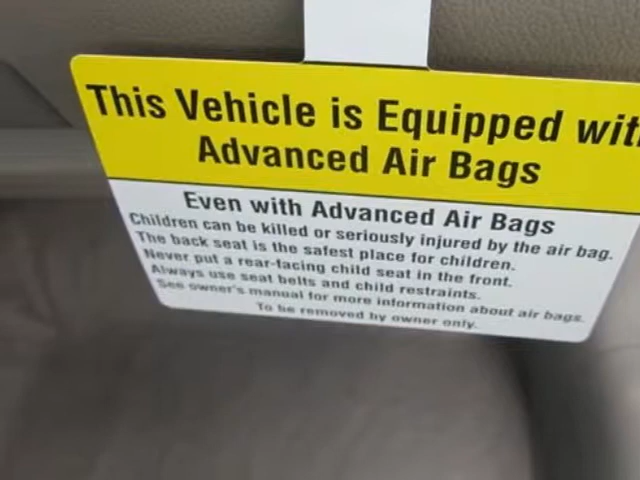 This Vehicle is Equipped wit
Advanced Air Bags
Even with Advanced Air Bags
Children can be killed or seriously injured by the air bag.
The back seat is the safest place for children.
Never put a rear-facing child seat in the front.
Always use seat belts and child restraints.
See owner's manual for more information about air bags.
To be removed by owner only.